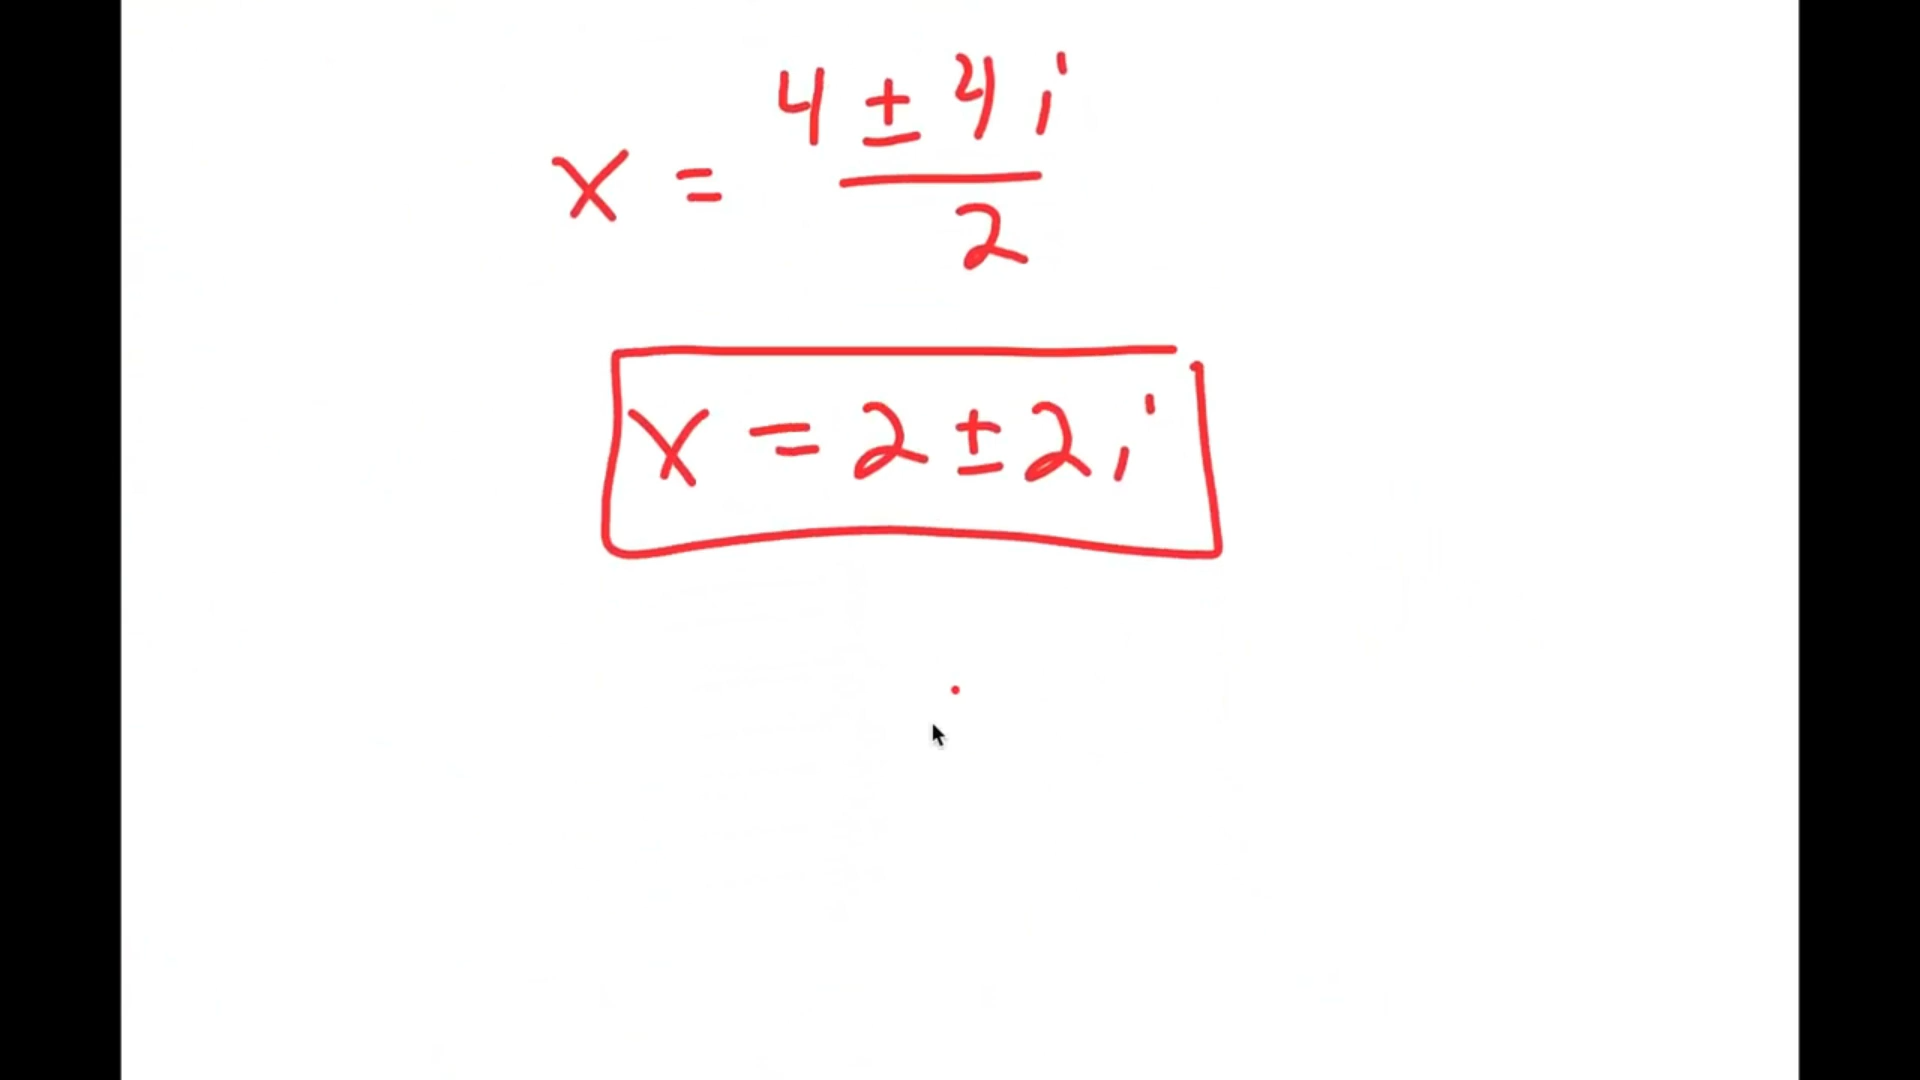 x = 4 ± 4i / 2
x = 2 ± 2i